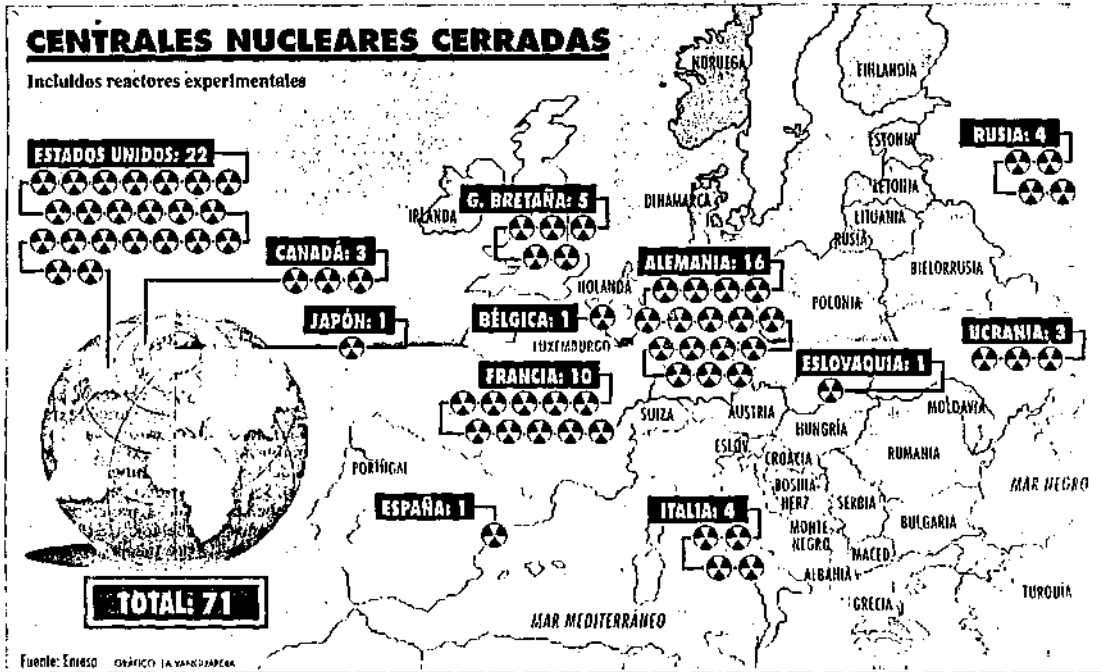 CENTRALES NUCLEARES CERRADAS
Incluidos reactores experimentales
ESTADOS UNIDOS: 22
CANADÁ: 3
JAPÓN: 1
G. BRETAÑA: 5
BÉLGICA: 1
FRANCIA: 10
ESPAÑA: 1
ALEMANIA: 16
ITALIA: 4
ESLOVAQUIA: 1
UCRANIA: 3
RUSIA: 4
NORUEGA
FINLANDIA
ESTONIA
LETONIA
LITUANIA
RUSIA
BIELORRUSIA
POLONIA
DINAMARCA
IRLANDA
HOLANDA
LUXEMBURGO
SUIZA
AUSTRIA
HUNGRÍA
MOLDAVIA
RUMANIA
ESLOV.
CROACIA
BOSNIA
HERZ.
SERBIA
MONTE
NEGRO
MACED
ALBANIA
BULGARIA
GRECIA
TURQUÍA
PORTUGAL
MAR NEGRO
MAR MEDITERRÁNEO
TOTAL: 71
Fuente: Enresa GRÁFICO LA VANGUARDIA